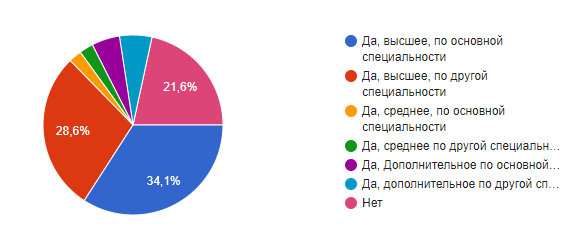 21,6%
28,6%
34,1%
Да, высшее, по основной
специальности
Да, высшее, по другой
специальности
Да, среднее, по основной
специальности
Да, среднее по другой специальн...
Да, Дополнительное по основной...
Да, дополнительное по другой сп...
Нет